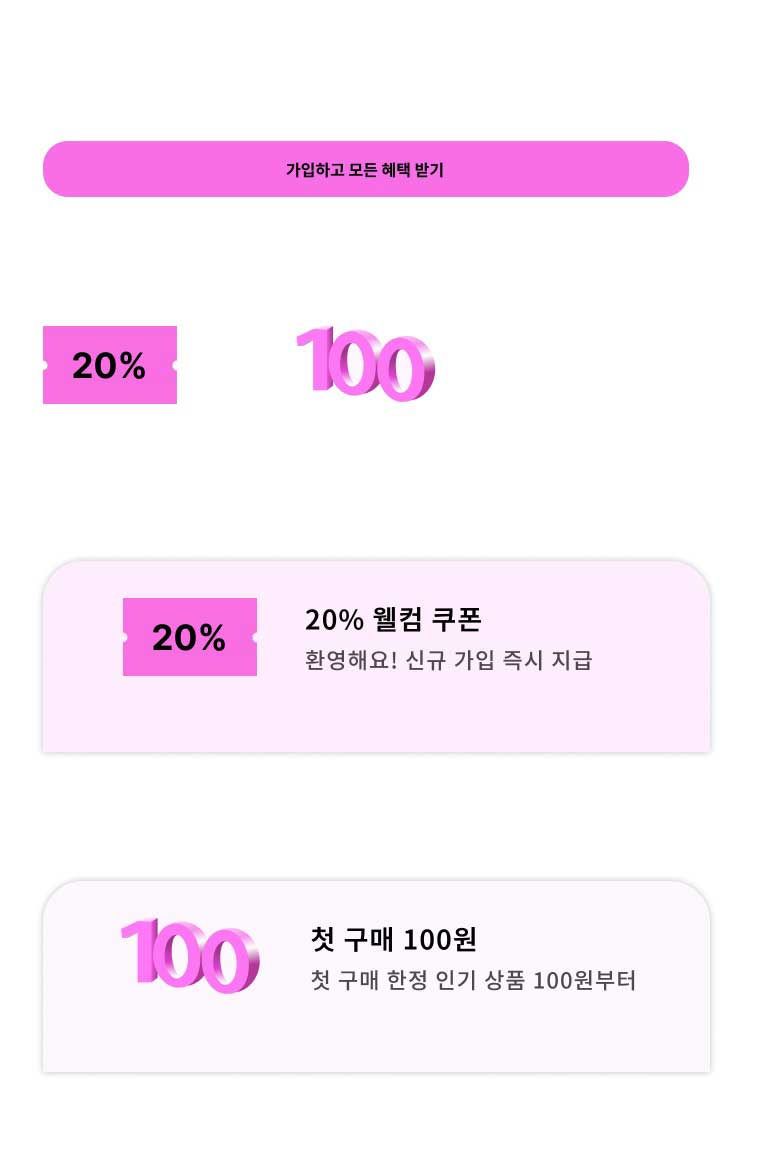 가입하고 모든 혜택 받기
20%
100
20%
20% 웰컴 쿠폰
환영해요! 신규 가입 즉시 지급
100
첫 구매 100원
첫 구매 한정 인기 상품 100원부터